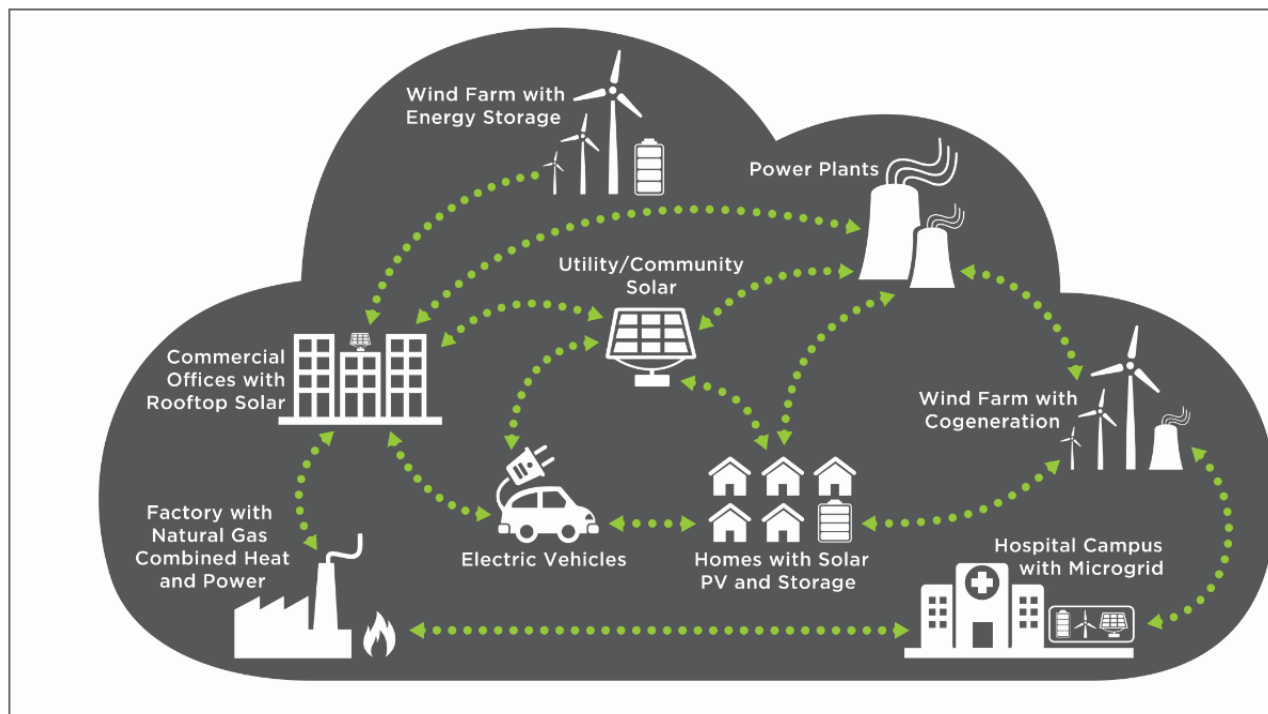 Wind Farm with
Energy Storage
Power Plants
Utility/Community
Solar
Commercial
Offices with
Rooftop Solar
Wind Farm with
Cogeneration
Factory with
Natural Gas
Combined Heat
and Power
Electric Vehicles
Homes with Solar
PV and Storage
Hospital Campus
with Microgrid